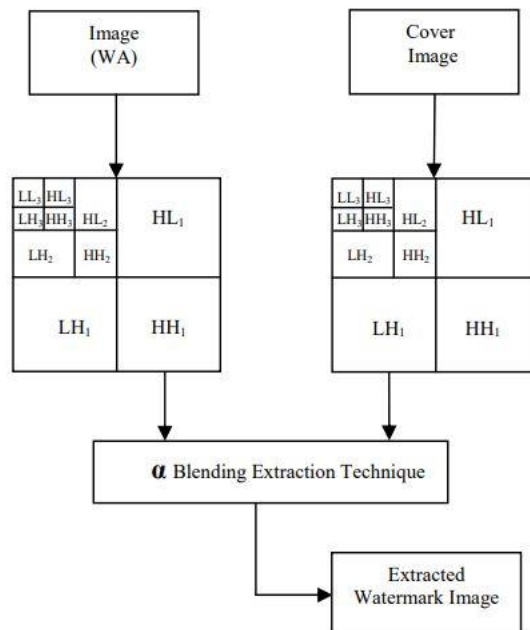 Image
(WA)
Cover
Image
LL₃ HL₃
LH₃ HH₃ HL₂
HL₁
LH₂ HH₂
LH₁ HH₁
LL₃ HL₃
LH₃ HH₃ HL₂
HL₁
LH₂ HH₂
LH₁ HH₁
α Blending Extraction Technique
Extracted
Watermark Image